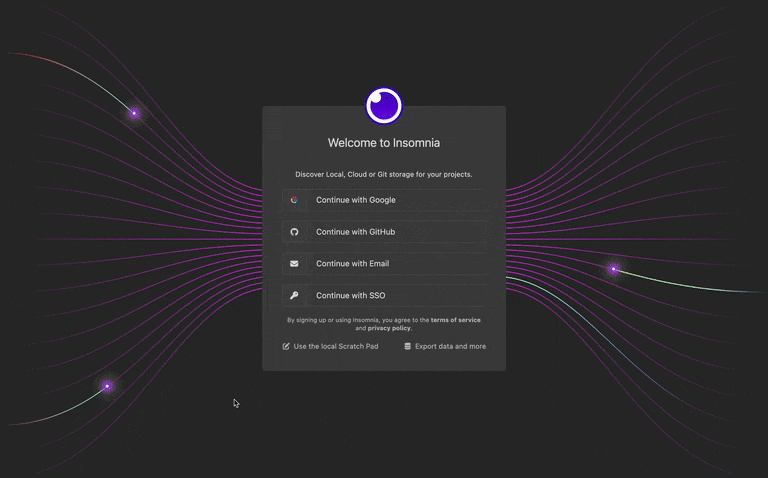 Welcome to Insomnia
Discover Local, Cloud or Git storage for your projects.
Continue with Google
Continue with GitHub
Continue with Email
Continue with SSO
By signing up or using Insomnia, you agree to the terms of service
and privacy policy.
Use the local Scratch Pad
Export data and more